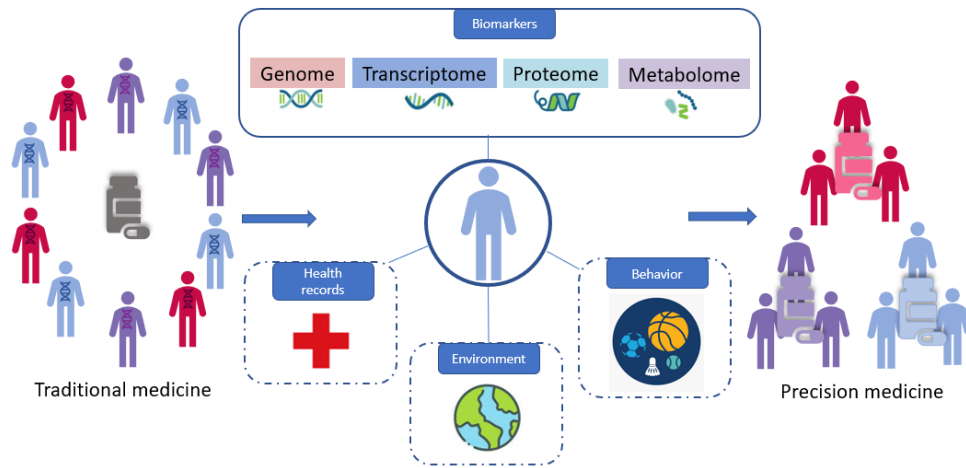 Biomarkers
Genome
Transcriptome
Proteome
Metabolome
Health
records
Behavior
Environment
Traditional medicine
Precision medicine